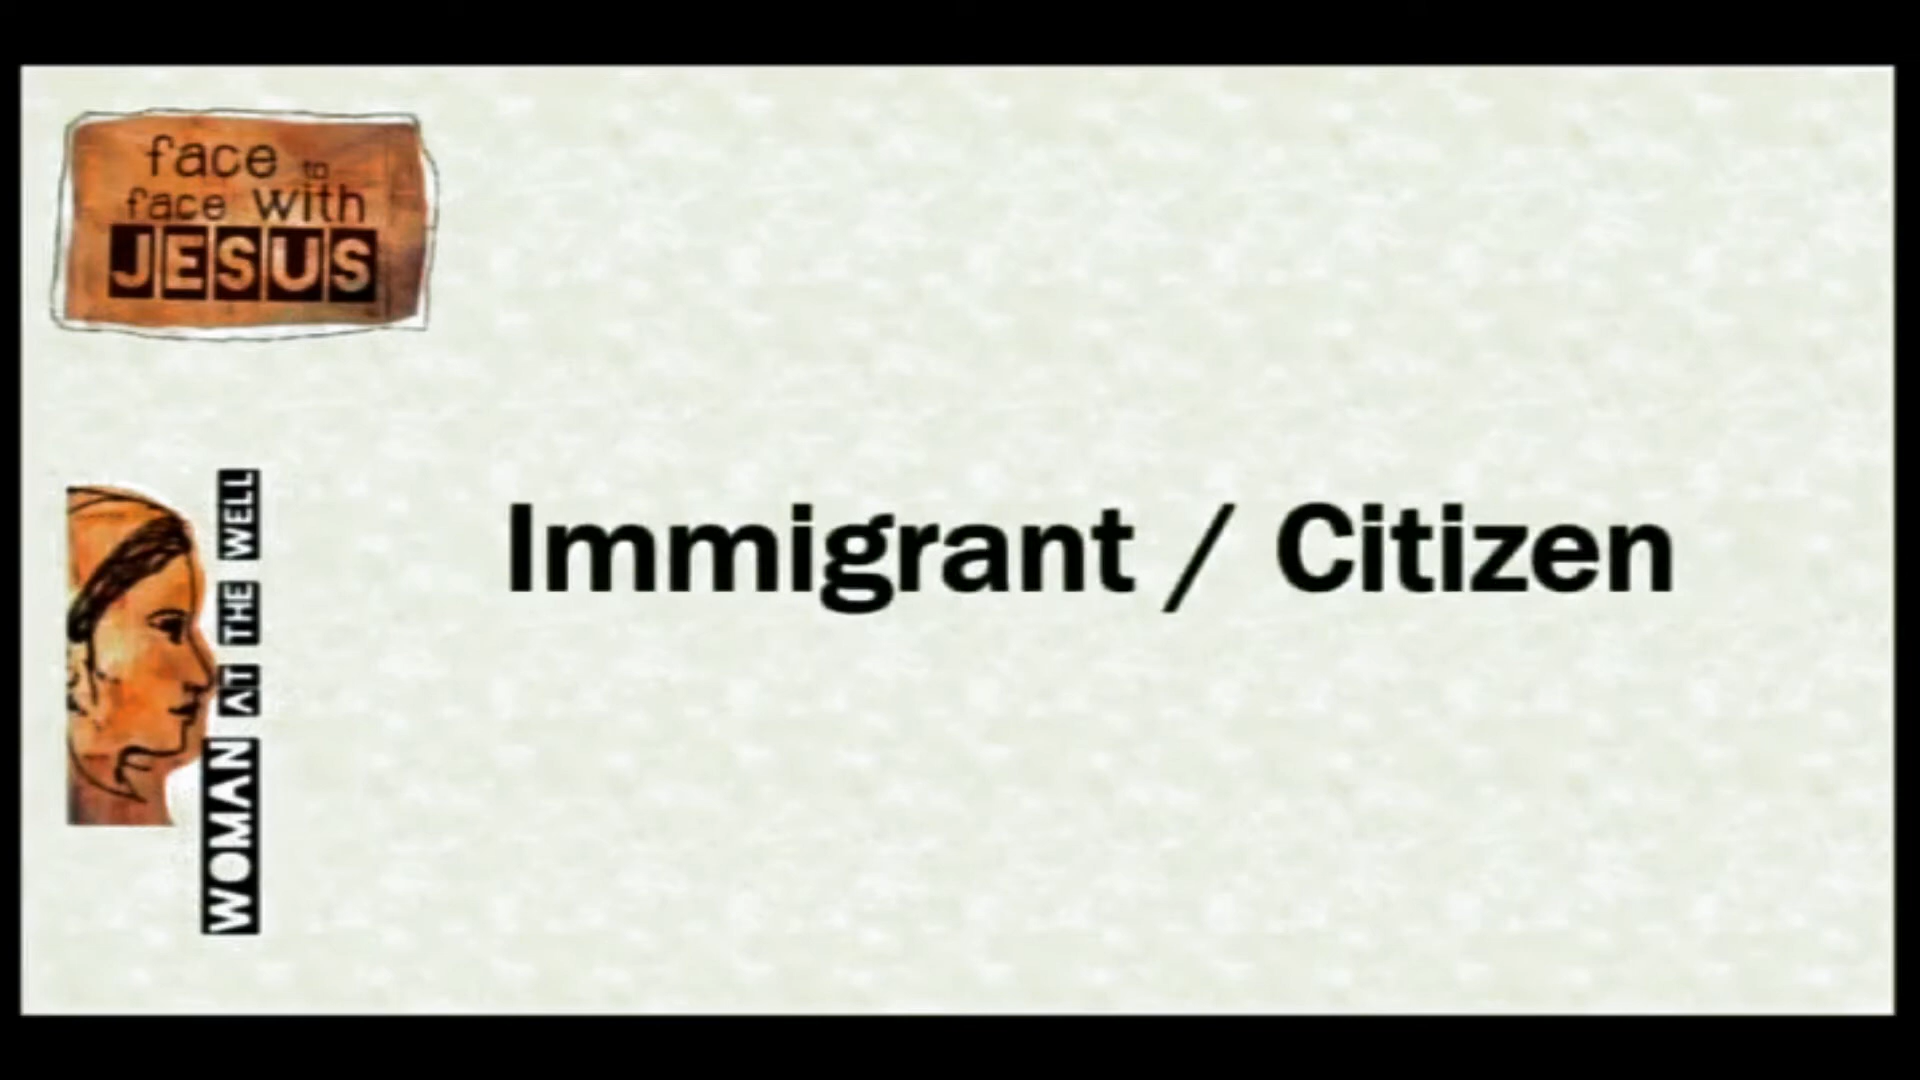 face to
face with
JESUS
WOMAN AT THE WELL
Immigrant / Citizen